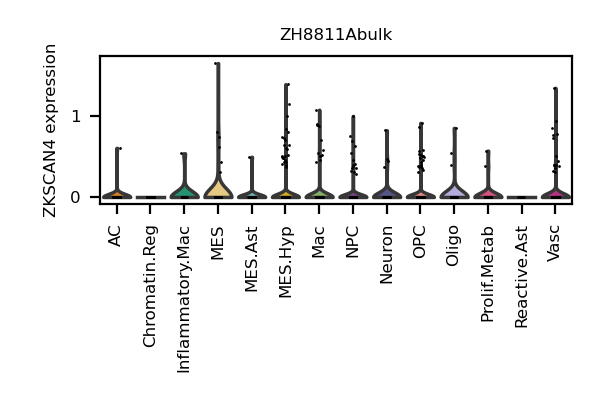 ZH8811Abulk
ZKSCAN4 expression
1
0
AC
Chromatin.Reg
Inflammatory.Mac
MES
MES.Ast
MES.Hyp
Mac
NPC
Neuron
OPC
Oligo
Prolif.Metab
Reactive.Ast
Vasc